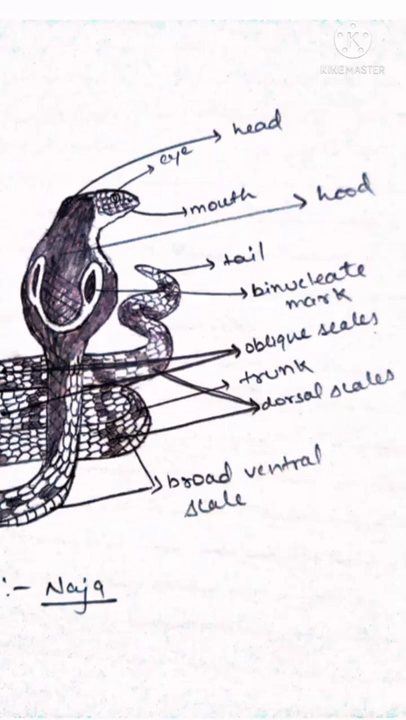 KINEMASTER
head
eye
mouth
hood
tail
binucleate
mark
oblique scales
trunk
dorsal scales
broad ventral
scale
:- Naja